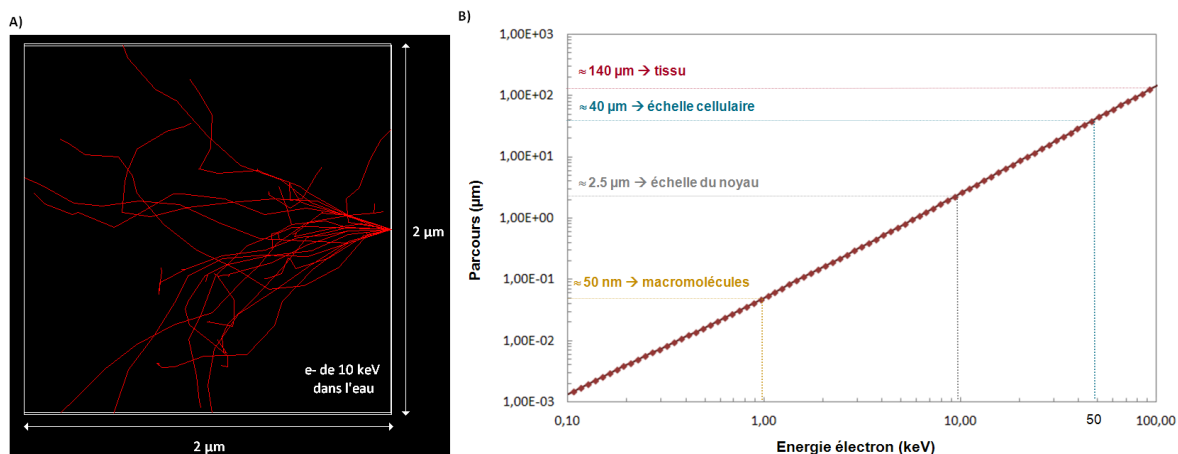 A)
2 µm
e- de 10 keV
dans l'eau
2 µm
B)
Parcours (µm)
1,00E+03
1,00E+02
1,00E+01
1,00E+00
1,00E-01
1,00E-02
1,00E-03
≈ 140 µm → tissu
≈ 40 µm → échelle cellulaire
≈ 2.5 µm → échelle du noyau
≈ 50 nm → macromolécules
0,10
1,00
10,00
50
100,00
Energie électron (keV)